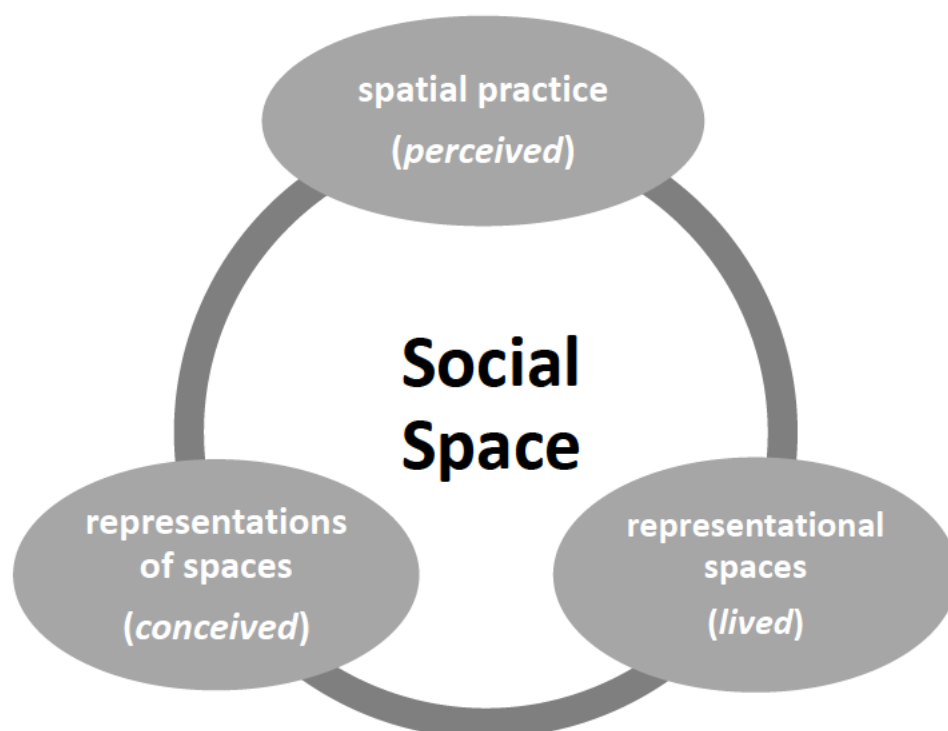 spatial practice
(perceived)
Social
Space
representations
of spaces
(conceived)
representational
spaces
(lived)